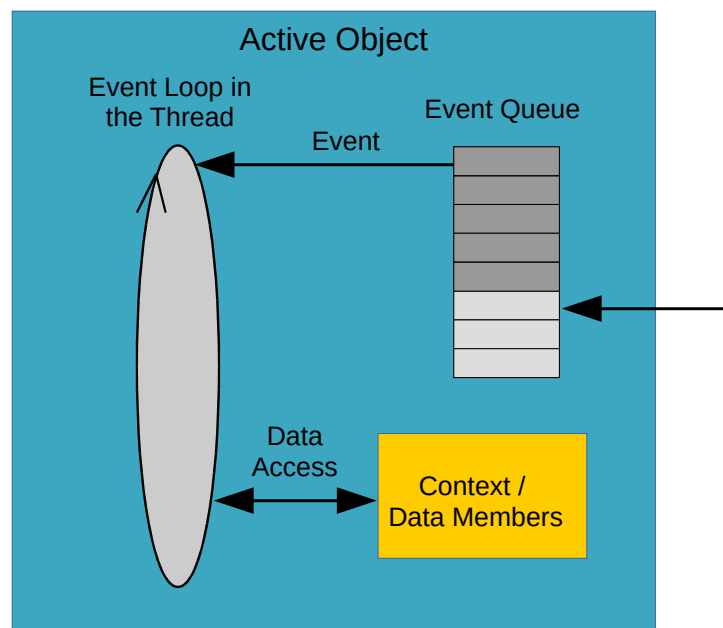 Active Object
Event Loop in
the Thread
Event Queue
Event
Data
Access
Context /
Data Members